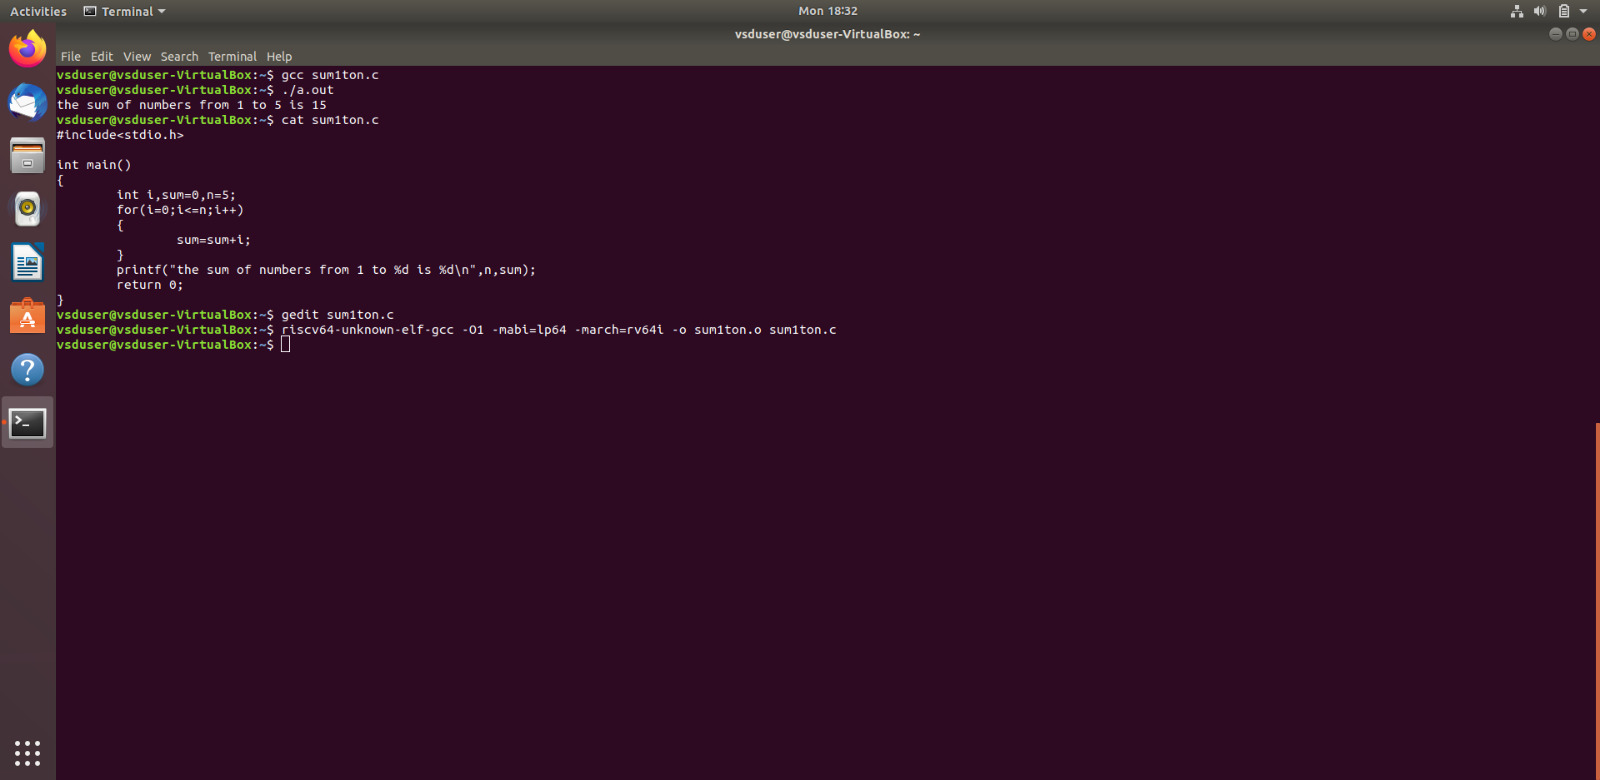 Activities Terminal Mon 18:32
vsduser@vsduser-VirtualBox: ~
File Edit View Search Terminal Help
vsduser@vsduser-VirtualBox:~$ gcc sum1ton.c
vsduser@vsduser-VirtualBox:~$ ./a.out
the sum of numbers from 1 to 5 is 15
vsduser@vsduser-VirtualBox:~$ cat sum1ton.c
#include<stdio.h>

int main()
{
        int i,sum=0,n=5;
        for(i=0;i<=n;i++)
        {
                sum=sum+i;
        }
        printf("the sum of numbers from 1 to %d is %d\n",n,sum);
        return 0;
}
vsduser@vsduser-VirtualBox:~$ gedit sum1ton.c
vsduser@vsduser-VirtualBox:~$ riscv64-unknown-elf-gcc -O1 -mabi=lp64 -march=rv64i -o sum1ton.o sum1ton.c
vsduser@vsduser-VirtualBox:~$